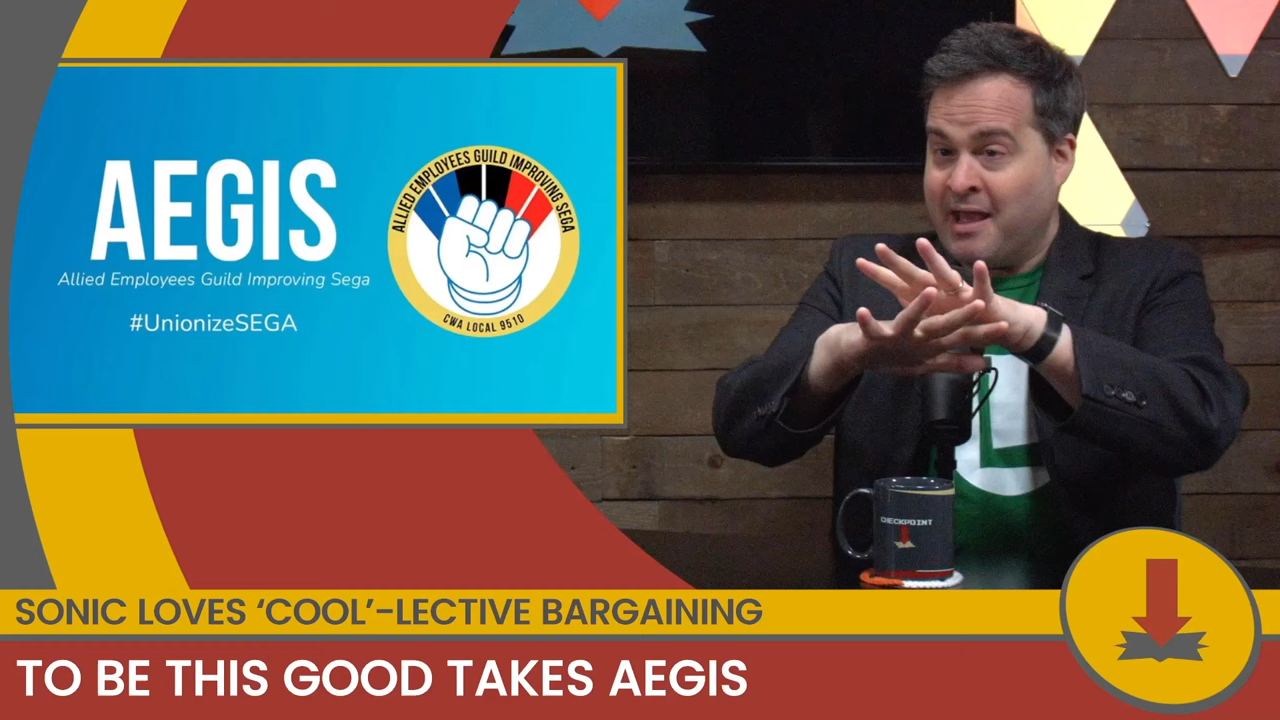 AEGIS
Allied Employees Guild Improving Sega
#UnionizeSEGA
ALLIED EMPLOYEES GUILD IMPROVING SEGA
CWA LOCAL 9510
CHECKPOINT
SONIC LOVES ‘COOL’-LECTIVE BARGAINING
TO BE THIS GOOD TAKES AEGIS